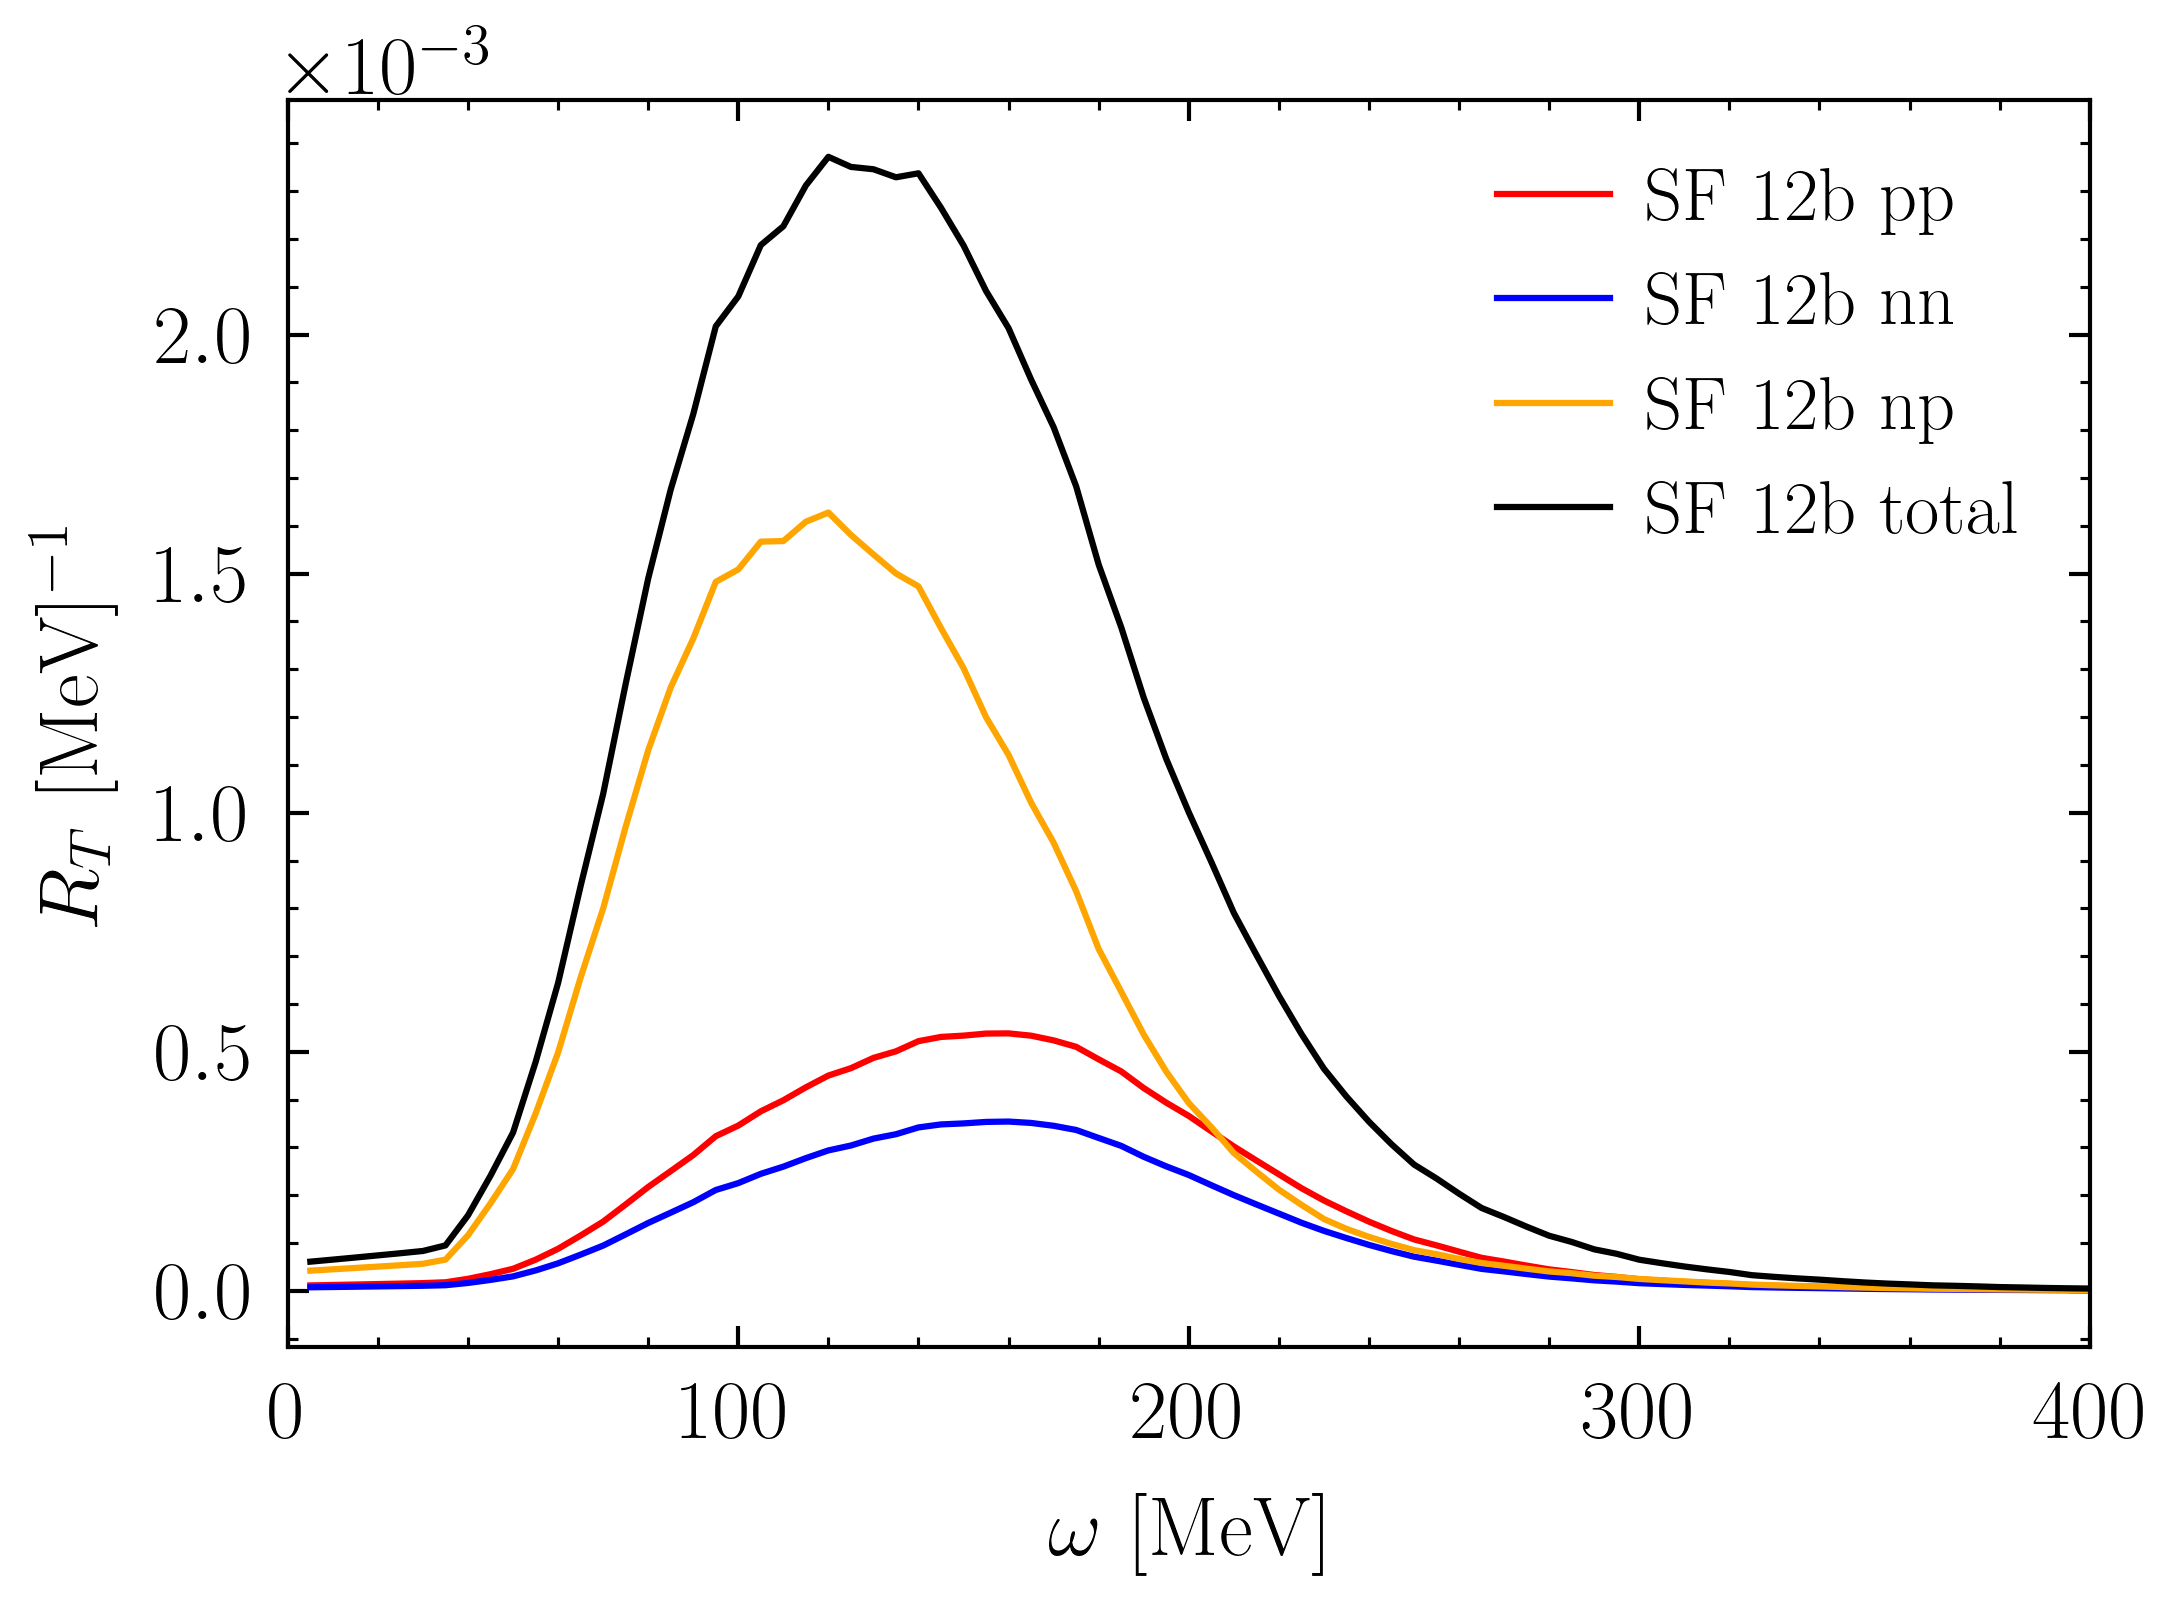 ×10⁻³
2.0
1.5
1.0
0.5
0.0
R_T [MeV]⁻¹
0 100 200 300 400
ω [MeV]
SF 12b pp
SF 12b nn
SF 12b np
SF 12b total